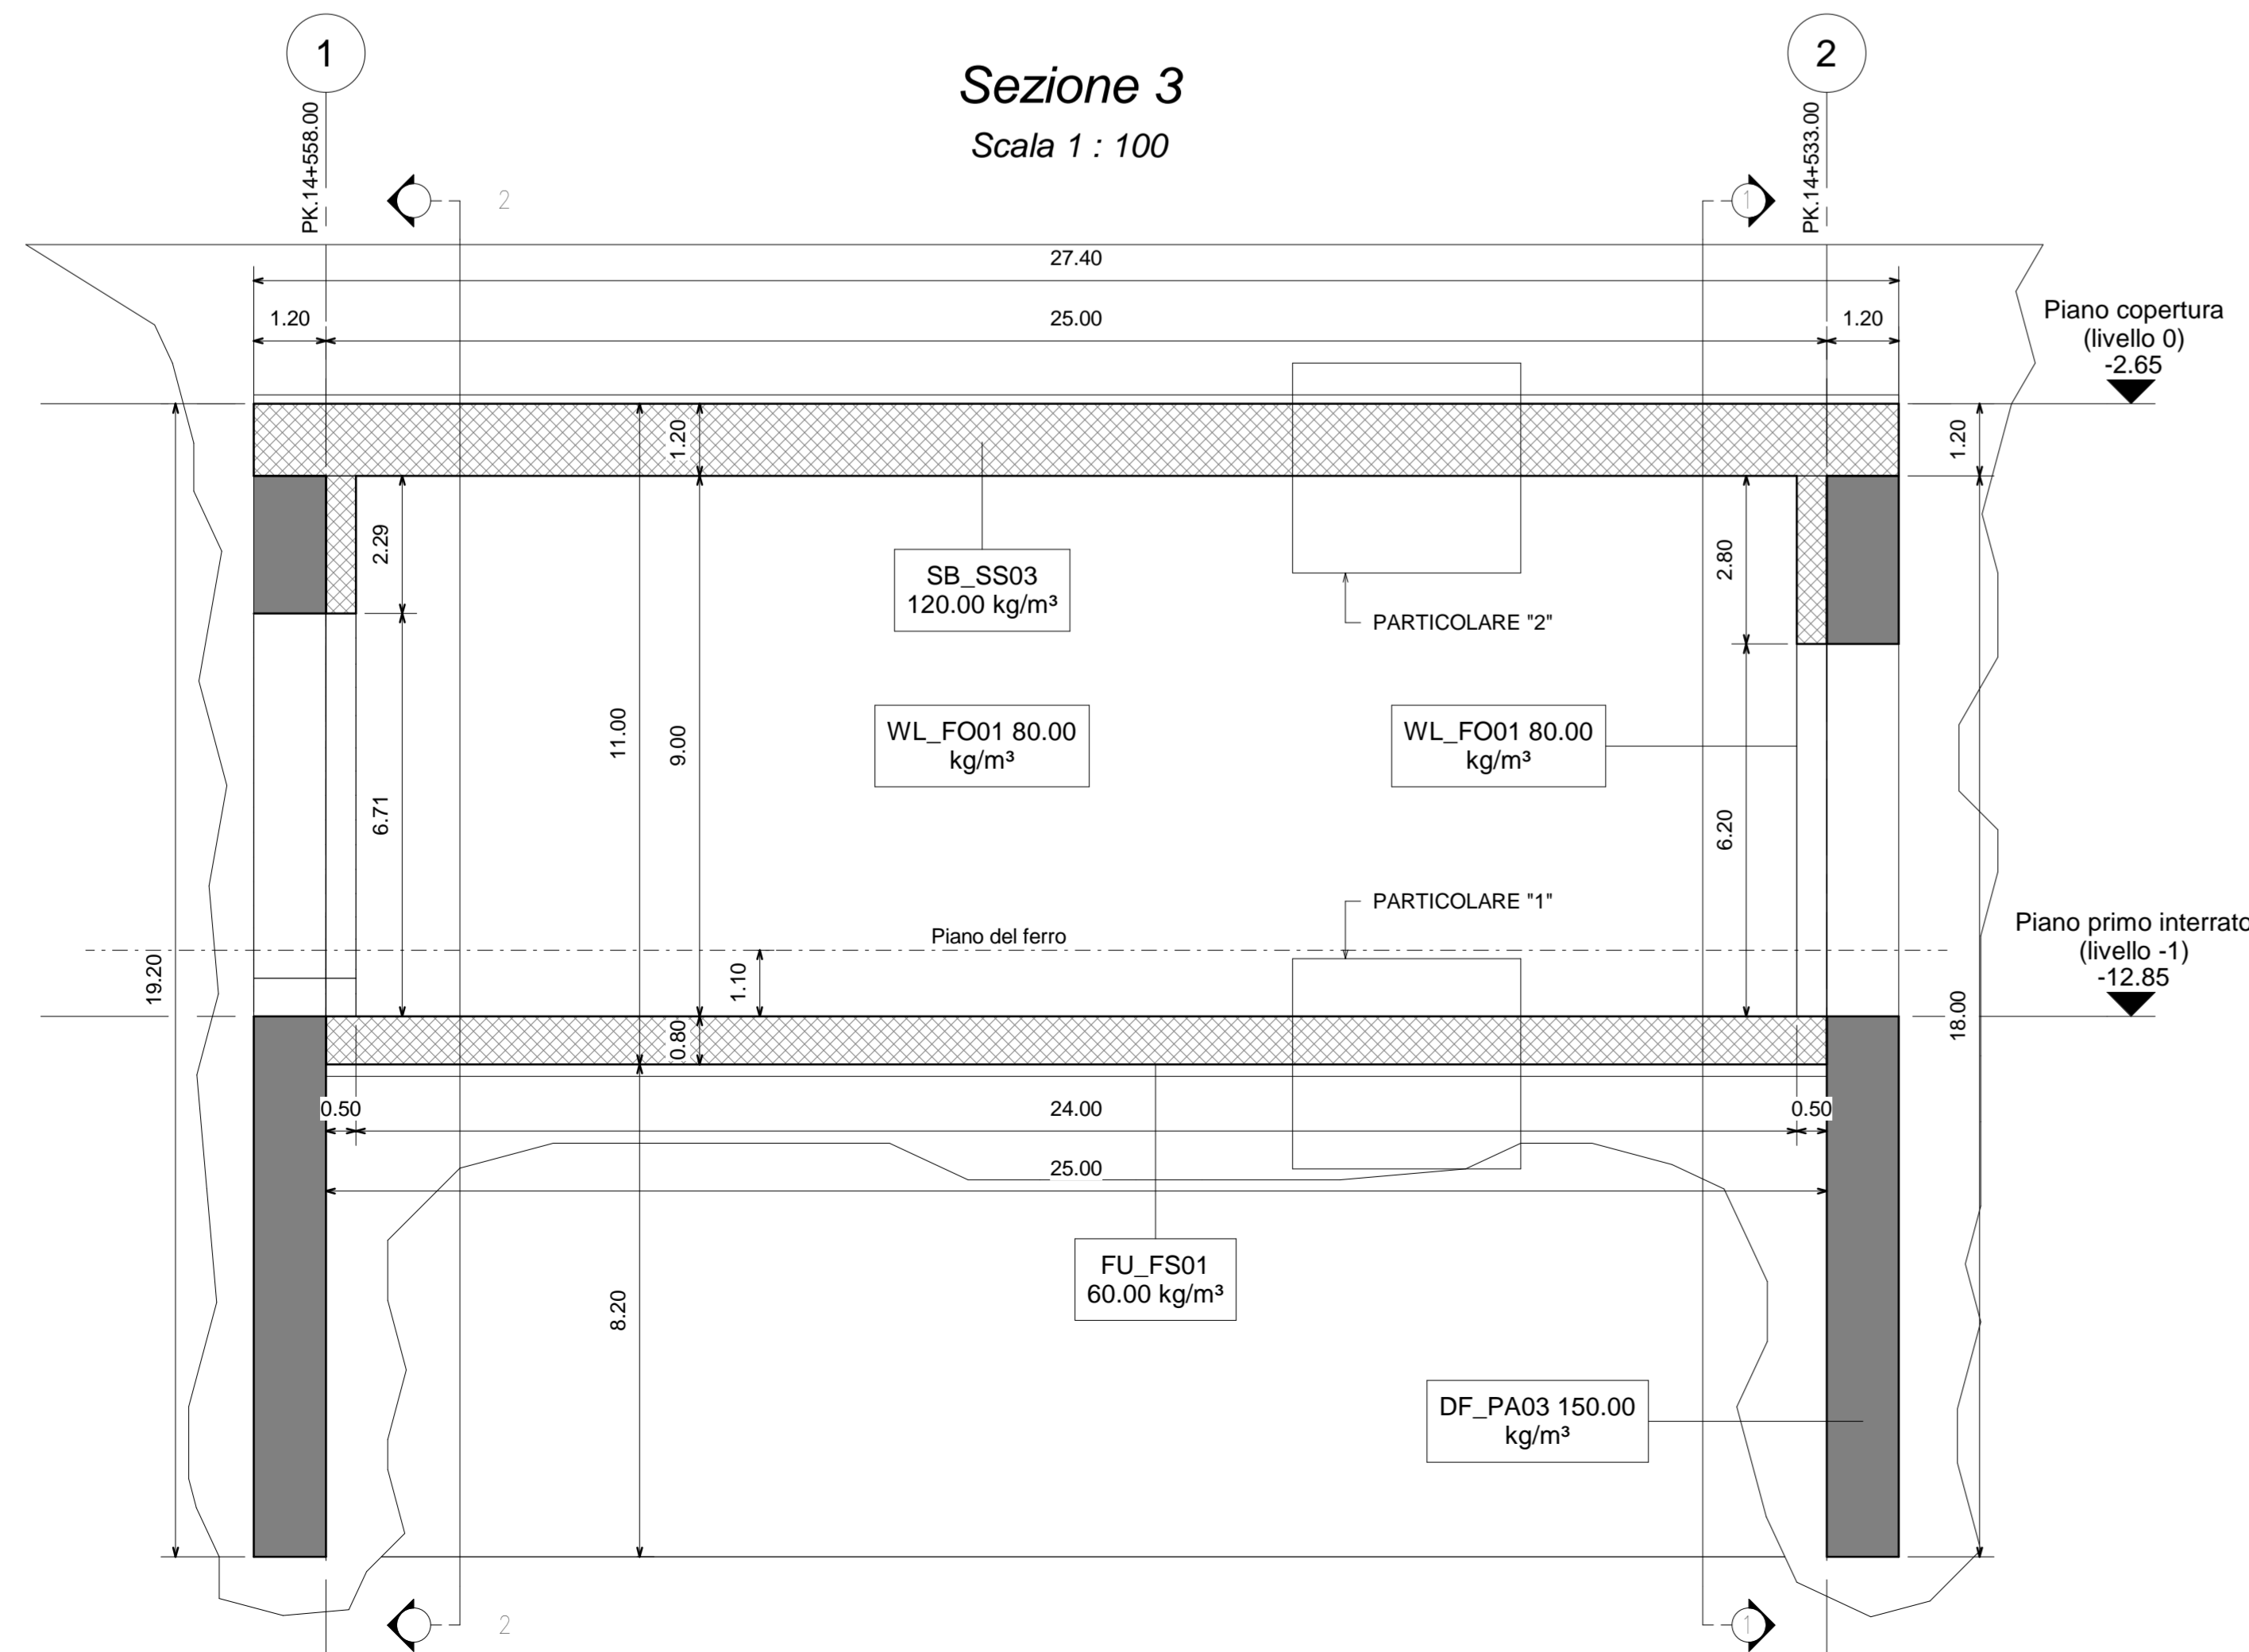 1
2
Sezione 3
Scala 1 : 100
PK.14+558.00
PK.14+533.00
2
1
27.40
1.20
25.00
1.20
Piano copertura
(livello 0)
-2.65
1.20
1.20
2.29
2.80
SB_SS03
120.00 kg/m³
PARTICOLARE "2"
11.00
9.00
WL_FO01 80.00
kg/m³
WL_FO01 80.00
kg/m³
6.71
6.20
PARTICOLARE "1"
Piano del ferro
Piano primo interrato
(livello -1)
-12.85
19.20
1.10
18.00
0.80
0.50
24.00
0.50
25.00
FU_FS01
60.00 kg/m³
8.20
DF_PA03 150.00
kg/m³
2
1